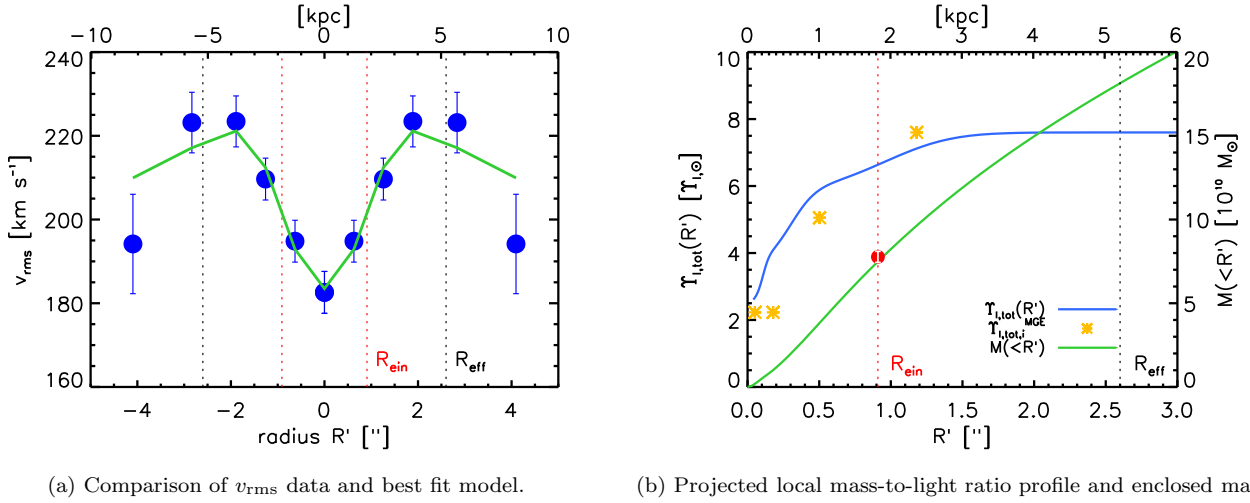 [kpc]
−10 −5 0 5 10
240
220
200
180
160
v_rms [km s⁻¹]
R_ein
R_eff
−4 −2 0 2 4
radius R' ["]
(a) Comparison of v_rms data and best fit model.
[kpc]
0 1 2 3 4 5 6
10
8
6
4
2
0
ϒ_I,tot(R') [ϒ_I,⊙]
20
15
10
5
0
M(<R') [10¹⁰ M_⊙]
ϒ_I,tot(R')
ϒ_I,tot,i^MGE
M(<R')
R_ein
R_eff
0.0 0.5 1.0 1.5 2.0 2.5 3.0
R' ["]
(b) Projected local mass-to-light ratio profile and enclosed ma